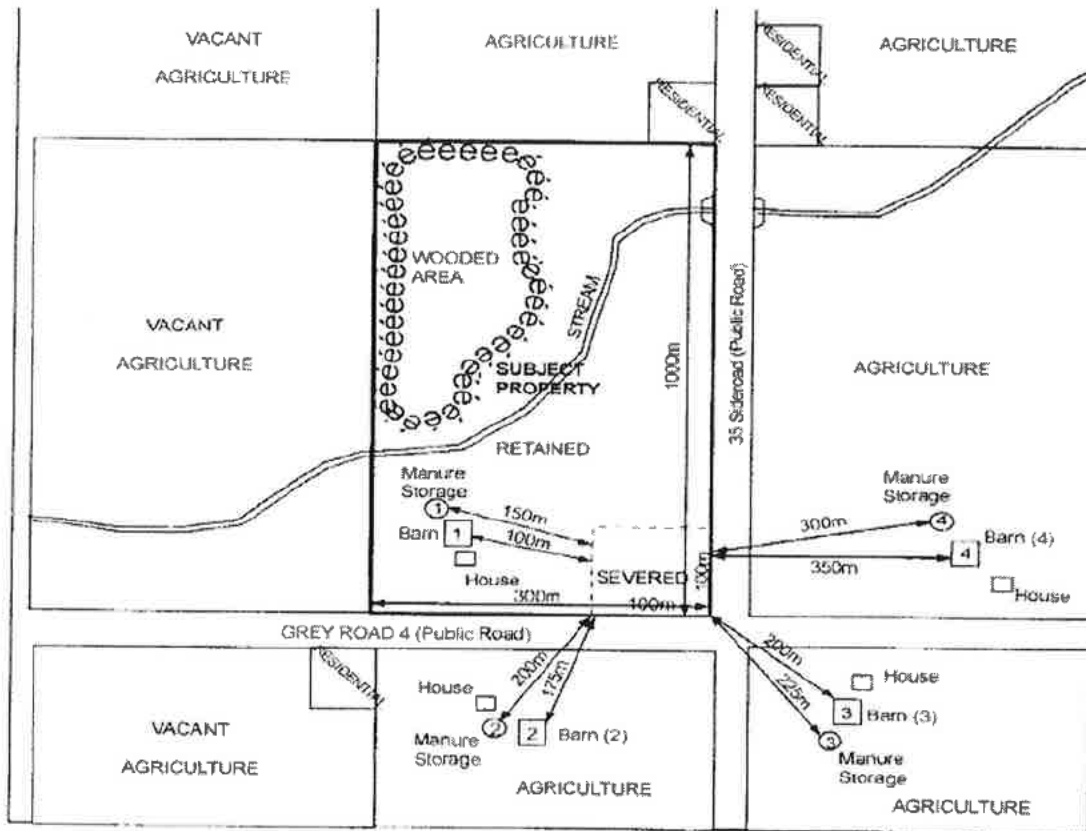 VACANT
AGRICULTURE
AGRICULTURE
RESIDENTIAL
RESIDENTIAL
RESIDENTIAL
AGRICULTURE
WOODED
AREA
STREAM
SUBJECT
PROPERTY
1000m
35 Sideroad (Public Road)
VACANT
AGRICULTURE
AGRICULTURE
RETAINED
Manure
Storage
1
150m
Barn
1
100m
House
SEVERED
100m
300m
100m
Manure
Storage
4
300m
Barn (4)
4
350m
House
GREY ROAD 4 (Public Road)
RESIDENTIAL
VACANT
AGRICULTURE
200m
175m
House
2
Manure
Storage
2
Barn (2)
AGRICULTURE
200m
225m
House
3
Barn (3)
3
Manure
Storage
AGRICULTURE